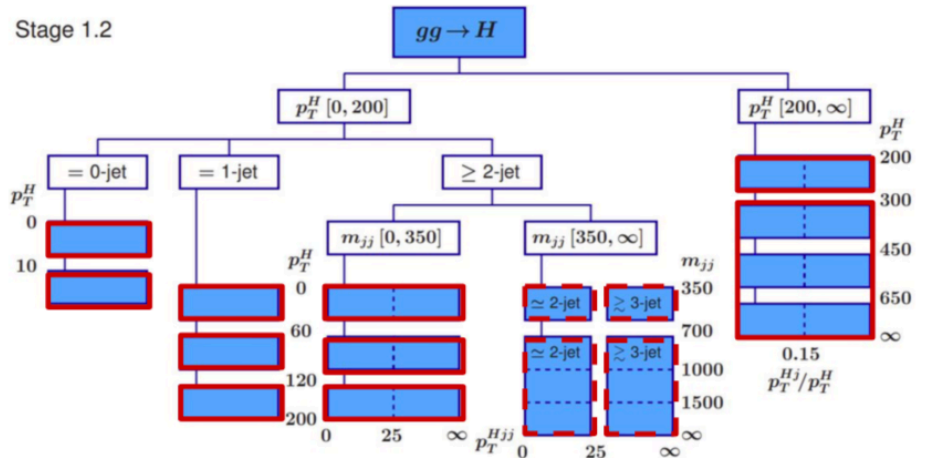 Stage 1.2
gg → H
p_T^H [0, 200]
p_T^H [200, ∞]
= 0-jet
= 1-jet
≥ 2-jet
m_jj [0, 350]
m_jj [350, ∞]
p_T^H
0
10
p_T^H
0
60
120
200
0 25 ∞
≃ 2-jet
≳ 3-jet
≃ 2-jet
≳ 3-jet
m_jj
350
700
1000
1500
∞
p_T^Hjj
0 25 ∞
p_T^H
200
300
450
650
∞
0.15
p_T^Hj/p_T^H